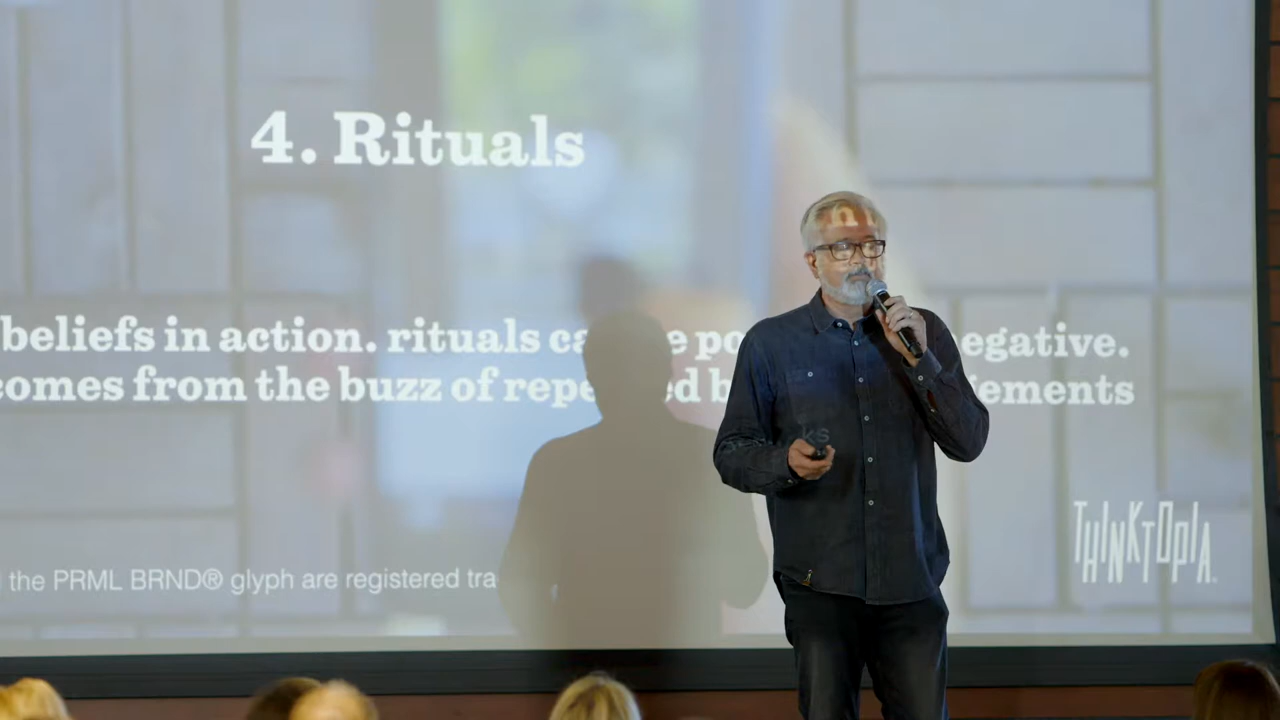 4. Rituals
beliefs in action. rituals ca e po egative.
comes from the buzz of repe ed b ements
the PRML BRND® glyph are registered tra
THINKTOPIA